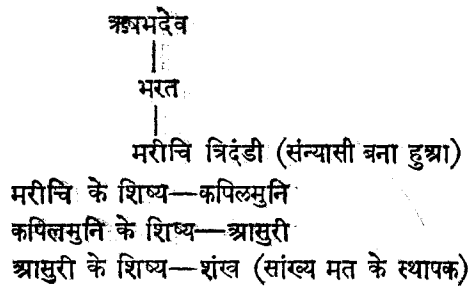 ऋषभदेव
भरत
मरीचि त्रिदंडी (संन्यासी बना हुआ)
मरीचि के शिष्य—कपिलमुनि
कपिलमुनि के शिष्य—आसुरी
आसुरी के शिष्य—शंख (सांख्य मत के स्थापक)